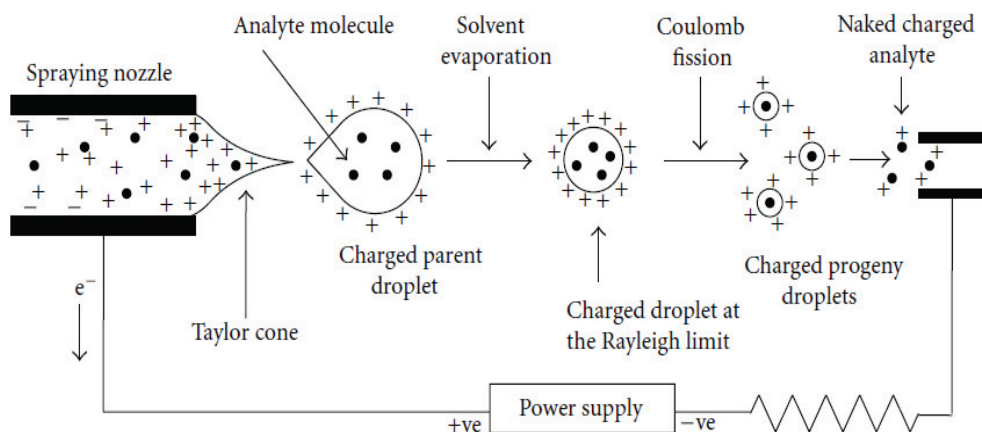 Analyte molecule
Solvent
evaporation
Coulomb
fission
Naked charged
analyte
Spraying nozzle
Charged parent
droplet
Charged progeny
droplets
e⁻
Taylor cone
Charged droplet at
the Rayleigh limit
+ve
Power supply
−ve